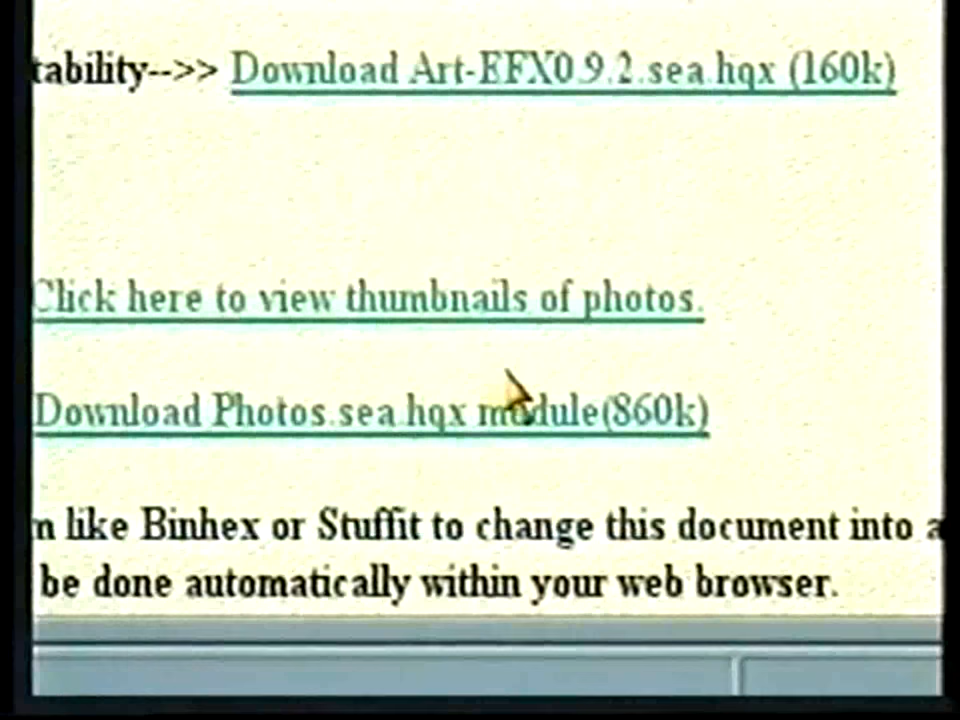 tability-->> Download Art-EFX0.9.2.sea.hqx (160k)
Click here to view thumbnails of photos.
Download Photos.sea.hqx module(860k)
n like Binhex or Stuffit to change this document into a
be done automatically within your web browser.